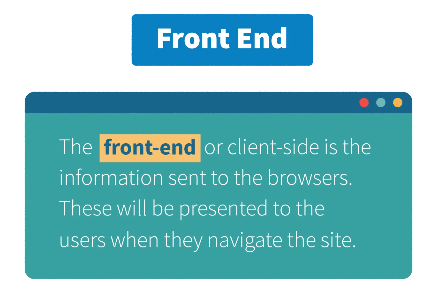 Front End
The front-end or client-side is the
information sent to the browsers.
These will be presented to the
users when they navigate the site.